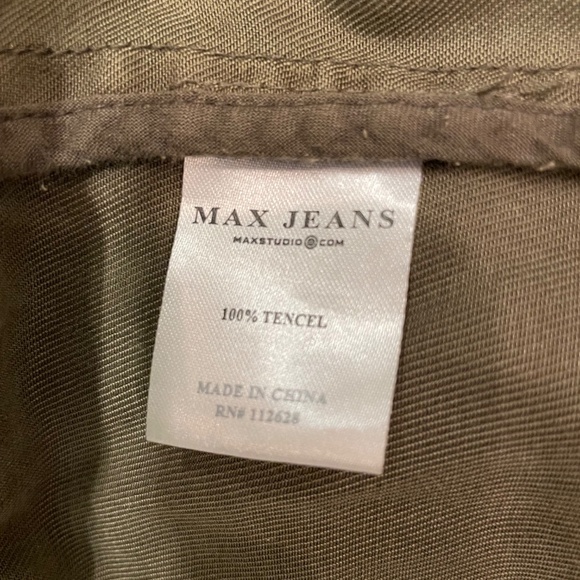 MAX JEANS
MAXSTUDIO@COM
100% TENCEL
MADE IN CHINA
RN# 112628